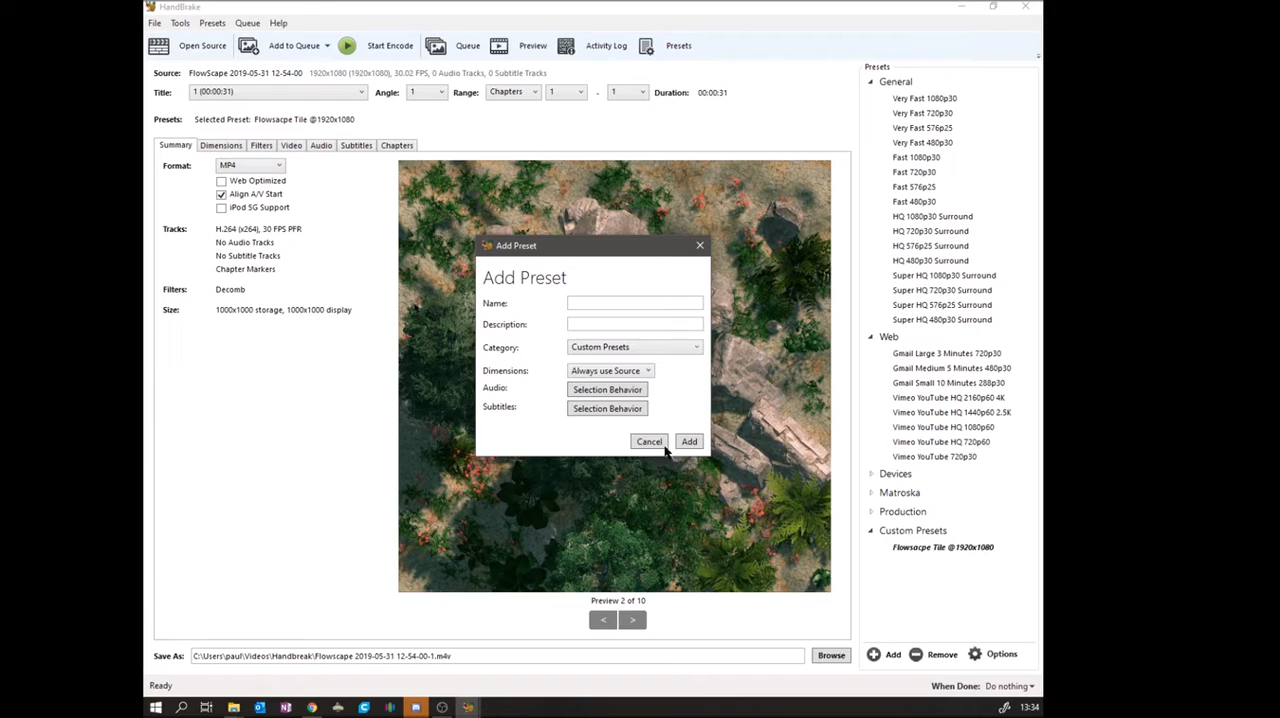 HandBrake
File Tools Presets Queue Help
Open Source Add to Queue Start Encode Queue Preview Activity Log Presets
Source: FlowScape 2019-05-31 12-54-00 1920x1080 (1920x1080), 30.02 FPS, 0 Audio Tracks, 0 Subtitle Tracks
Title: 1 (00:00:31) Angle: 1 Range: Chapters 1 - 1 Duration: 00:00:31
Presets: Selected Preset: Flowsacpe Tile @1920x1080
Summary Dimensions Filters Video Audio Subtitles Chapters
Format: MP4
Web Optimized
Align A/V Start
iPod 5G Support
Tracks: H.264 (x264), 30 FPS PFR
No Audio Tracks
No Subtitle Tracks
Chapter Markers
Filters: Decomb
Size: 1000x1000 storage, 1000x1000 display
Add Preset
Add Preset
Name:
Description:
Category: Custom Presets
Dimensions: Always use Source
Audio: Selection Behavior
Subtitles: Selection Behavior
Cancel Add
Preview 2 of 10
< >
Save As: C:\Users\paul\Videos\Handbreak\Flowscape 2019-05-31 12-54-00-1.m4v Browse
Presets
General
Very Fast 1080p30
Very Fast 720p30
Very Fast 576p25
Very Fast 480p30
Fast 1080p30
Fast 720p30
Fast 576p25
Fast 480p30
HQ 1080p30 Surround
HQ 720p30 Surround
HQ 576p25 Surround
HQ 480p30 Surround
Super HQ 1080p30 Surround
Super HQ 720p30 Surround
Super HQ 576p25 Surround
Super HQ 480p30 Surround
Web
Gmail Large 3 Minutes 720p30
Gmail Medium 5 Minutes 480p30
Gmail Small 10 Minutes 288p30
Vimeo YouTube HQ 2160p60 4K
Vimeo YouTube HQ 1440p60 2.5K
Vimeo YouTube HQ 1080p60
Vimeo YouTube HQ 720p60
Vimeo YouTube 720p30
Devices
Matroska
Production
Custom Presets
Flowsacpe Tile @1920x1080
Add Remove Options
Ready When Done: Do nothing
13:34